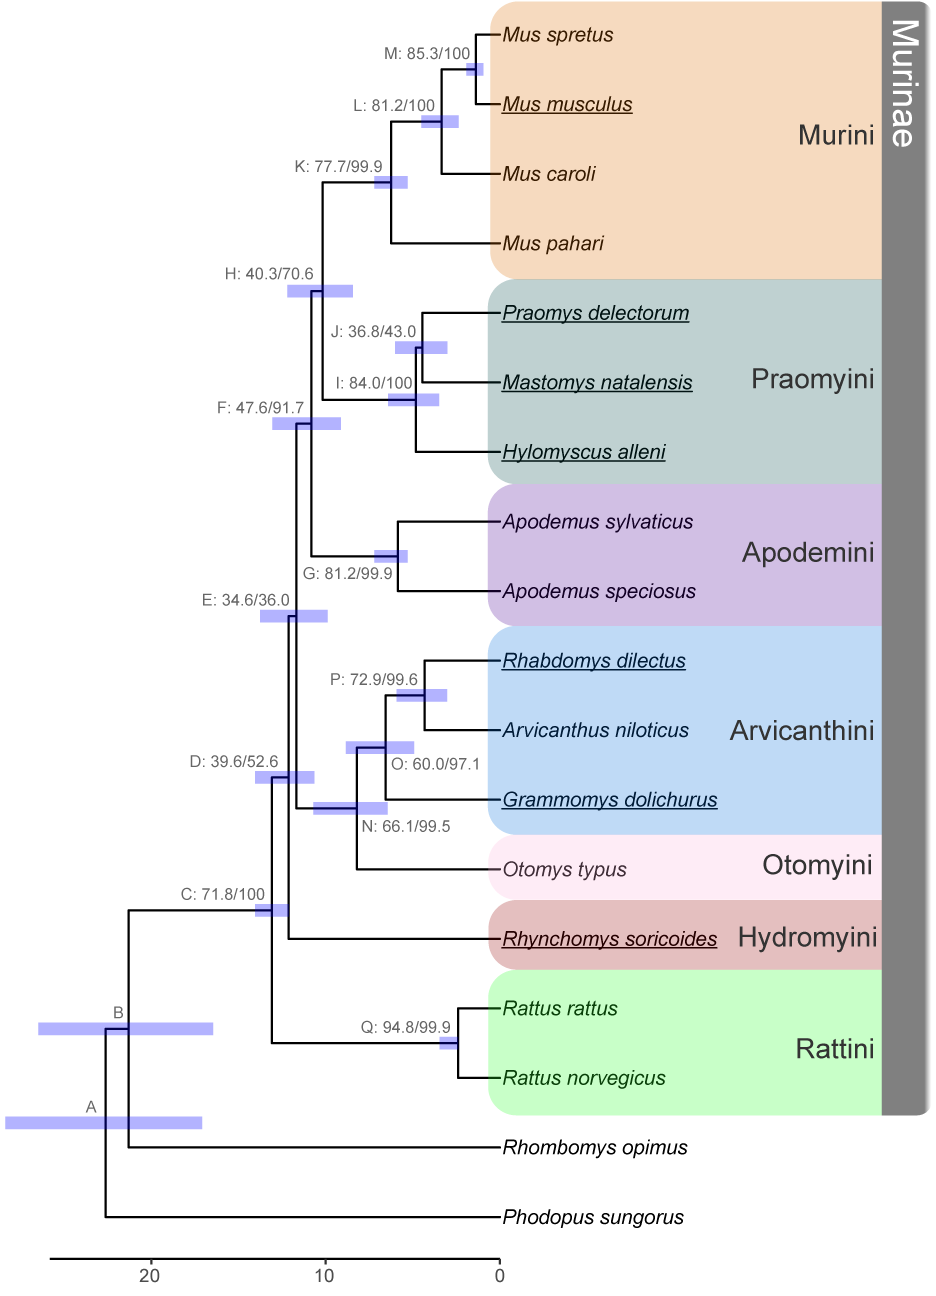 Murinae
Mus spretus
M: 85.3/100
Mus musculus
L: 81.2/100
Murini
K: 77.7/99.9
Mus caroli
Mus pahari
H: 40.3/70.6
Praomys delectorum
J: 36.8/43.0
Mastomys natalensis
Praomyini
I: 84.0/100
F: 47.6/91.7
Hylomyscus alleni
Apodemus sylvaticus
Apodemini
G: 81.2/99.9
Apodemus speciosus
E: 34.6/36.0
Rhabdomys dilectus
P: 72.9/99.6
Arvicanthus niloticus
Arvicanthini
D: 39.6/52.6
O: 60.0/97.1
Grammomys dolichurus
N: 66.1/99.5
Otomys typus
Otomyini
C: 71.8/100
Rhynchomys soricoides
Hydromyini
Rattus rattus
B
Q: 94.8/99.9
Rattini
Rattus norvegicus
A
Rhombomys opimus
Phodopus sungorus
20 10 0